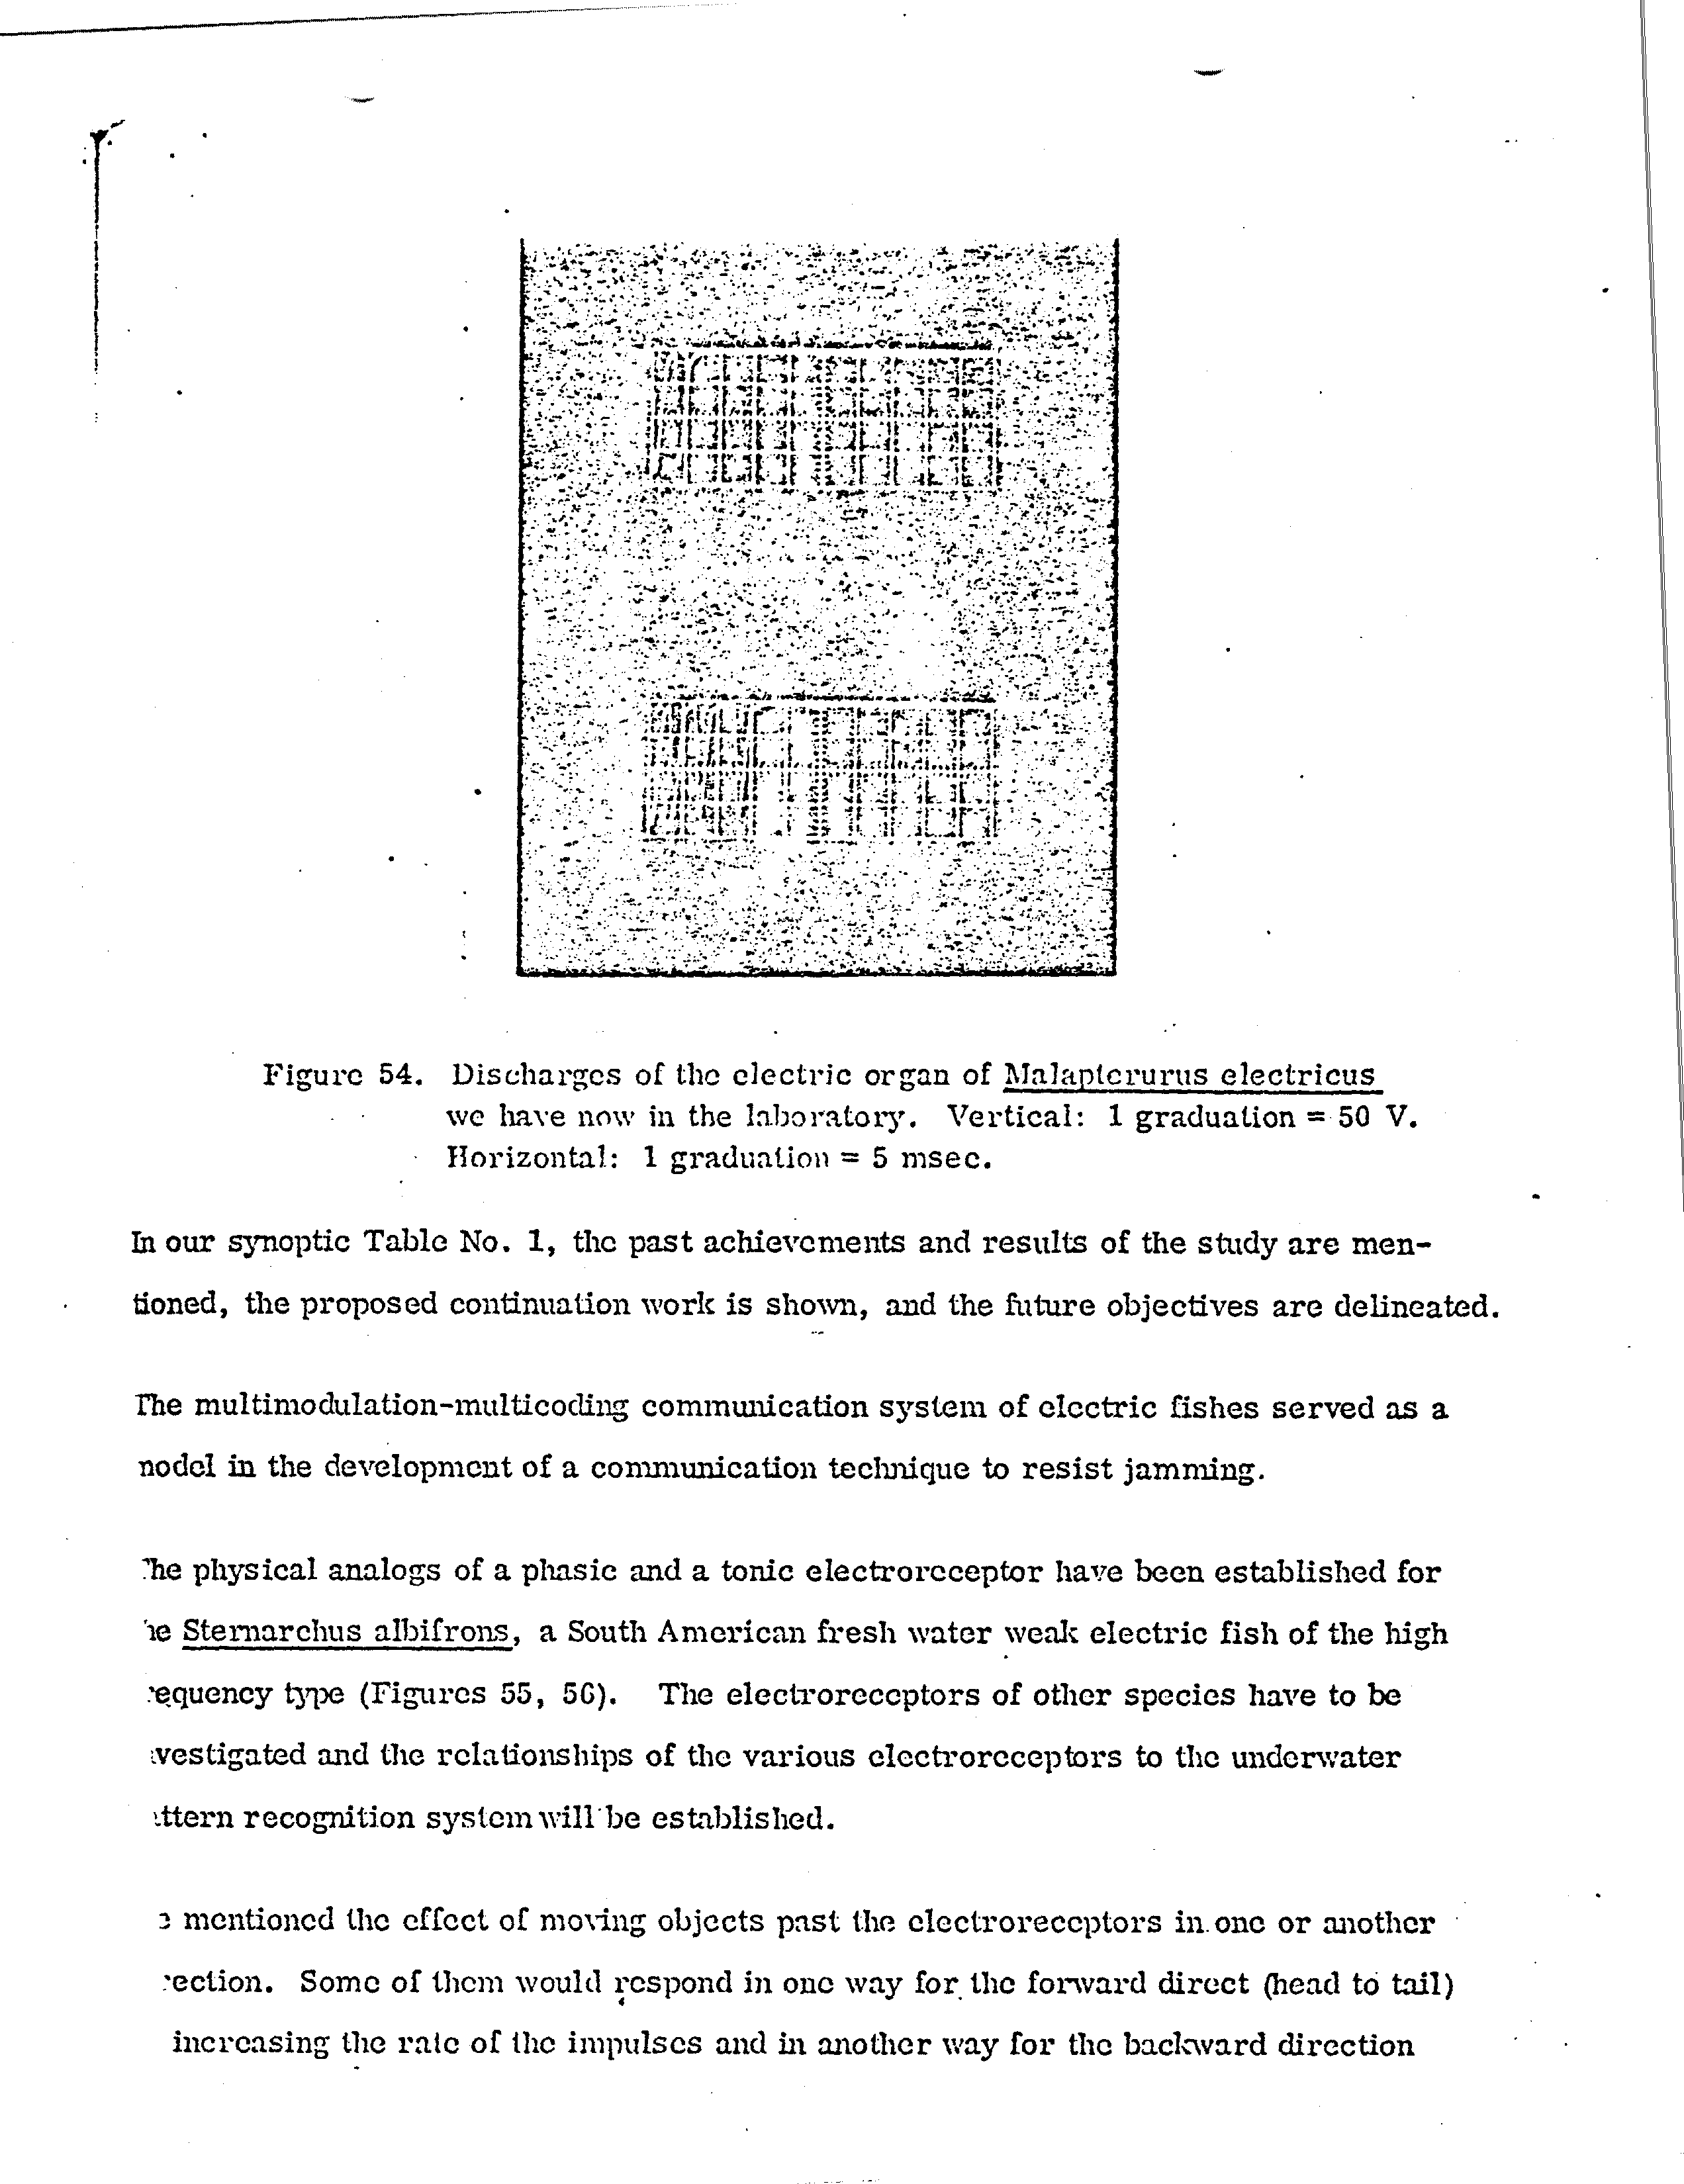 Figure 54. Discharges of the electric organ of Malapterurus electricus
we have now in the laboratory. Vertical: 1 graduation = 50 V.
Horizontal: 1 graduation = 5 msec.
In our synoptic Table No. 1, the past achievements and results of the study are men-
tioned, the proposed continuation work is shown, and the future objectives are delineated.
The multimodulation-multicoding communication system of electric fishes served as a
nodel in the development of a communication technique to resist jamming.
The physical analogs of a phasic and a tonic electroreceptor have been established for
Sternarchus albifrons, a South American fresh water weak electric fish of the high
equency type (Figures 55, 56). The electroreceptors of other species have to be
vestigated and the relationships of the various electroreceptors to the underwater
ttern recognition system will be established.
mentioned the effect of moving objects past the electroreceptors in one or another
ection. Some of them would respond in one way for the forward direct (head to tail)
increasing the rate of the impulses and in another way for the backward direction